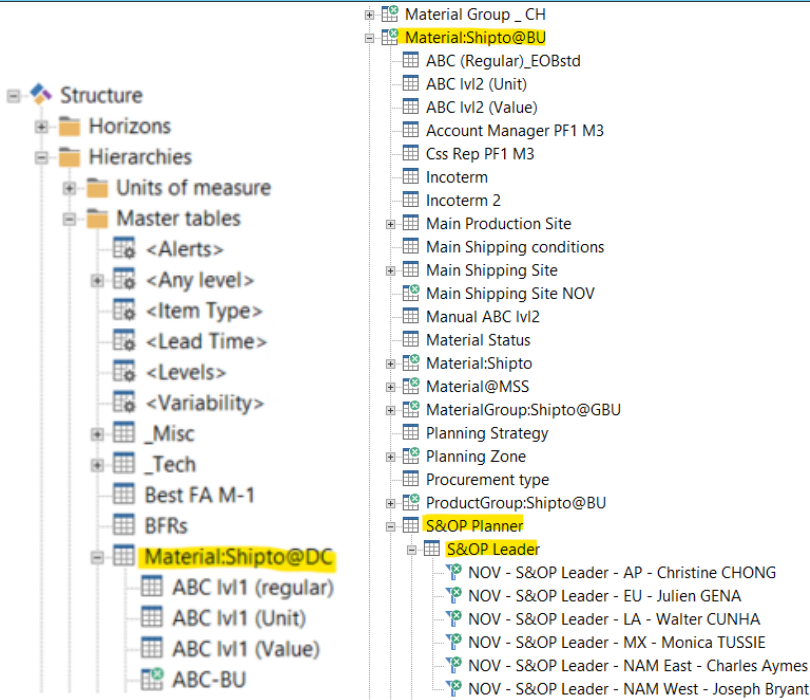 Structure
Horizons
Hierarchies
Units of measure
Master tables
<Alerts>
<Any level>
<Item Type>
<Lead Time>
<Levels>
<Variability>
_Misc
_Tech
Best FA M-1
BFRs
Material:Shipto@DC
ABC lvl1 (regular)
ABC lvl1 (Unit)
ABC lvl1 (Value)
ABC-BU
Material Group _ CH
Material:Shipto@BU
ABC (Regular)_EOBstd
ABC lvl2 (Unit)
ABC lvl2 (Value)
Account Manager PF1 M3
Css Rep PF1 M3
Incoterm
Incoterm 2
Main Production Site
Main Shipping conditions
Main Shipping Site
Main Shipping Site NOV
Manual ABC lvl2
Material Status
Material:Shipto
Material@MSS
MaterialGroup:Shipto@GBU
Planning Strategy
Planning Zone
Procurement type
ProductGroup:Shipto@BU
S&OP Planner
S&OP Leader
NOV - S&OP Leader - AP - Christine CHONG
NOV - S&OP Leader - EU - Julien GENA
NOV - S&OP Leader - LA - Walter CUNHA
NOV - S&OP Leader - MX - Monica TUSSIE
NOV - S&OP Leader - NAM East - Charles Aymes
NOV - S&OP Leader - NAM West - Joseph Bryant